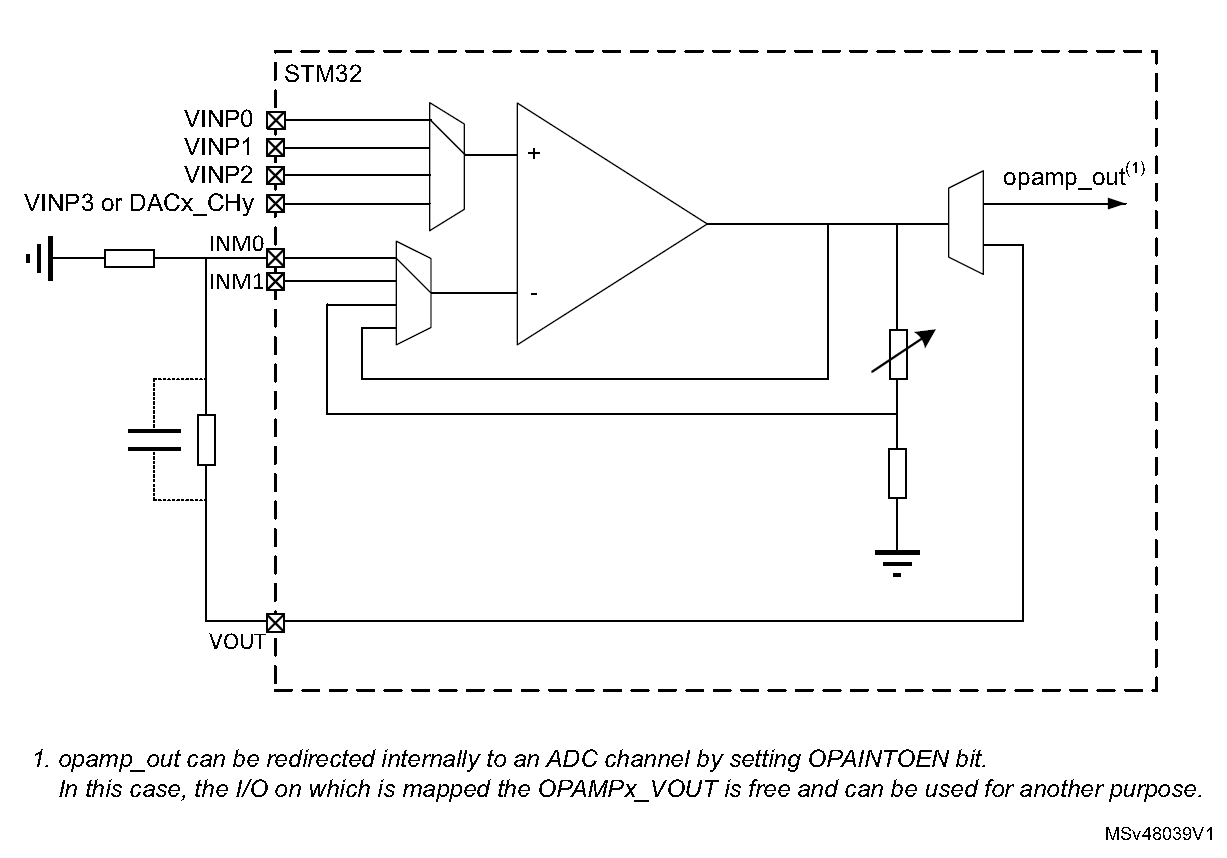 STM32
VINP0
VINP1
VINP2
VINP3 or DACx_CHy
INM0
INM1
+
-
opamp_out(1)
VOUT
1. opamp_out can be redirected internally to an ADC channel by setting OPAINTOEN bit.
In this case, the I/O on which is mapped the OPAMPx_VOUT is free and can be used for another purpose.
MSv48039V1